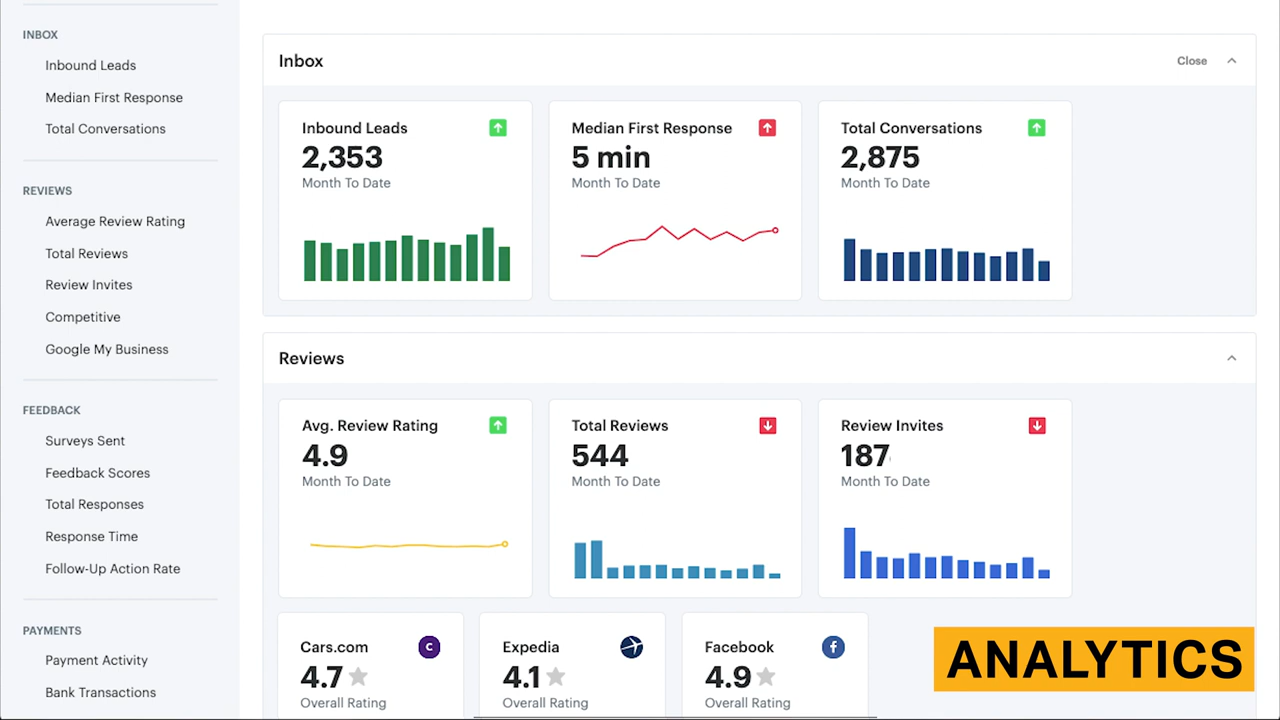 INBOX
Inbound Leads
Median First Response
Total Conversations
REVIEWS
Average Review Rating
Total Reviews
Review Invites
Competitive
Google My Business
FEEDBACK
Surveys Sent
Feedback Scores
Total Responses
Response Time
Follow-Up Action Rate
PAYMENTS
Payment Activity
Bank Transactions
Inbox
Close
Inbound Leads
2,353
Month To Date
Median First Response
5 min
Month To Date
Total Conversations
2,875
Month To Date
Reviews
Avg. Review Rating
4.9
Month To Date
Total Reviews
544
Month To Date
Review Invites
187
Month To Date
Cars.com
C
4.7
Overall Rating
Expedia
4.1
Overall Rating
Facebook
f
4.9
Overall Rating
ANALYTICS